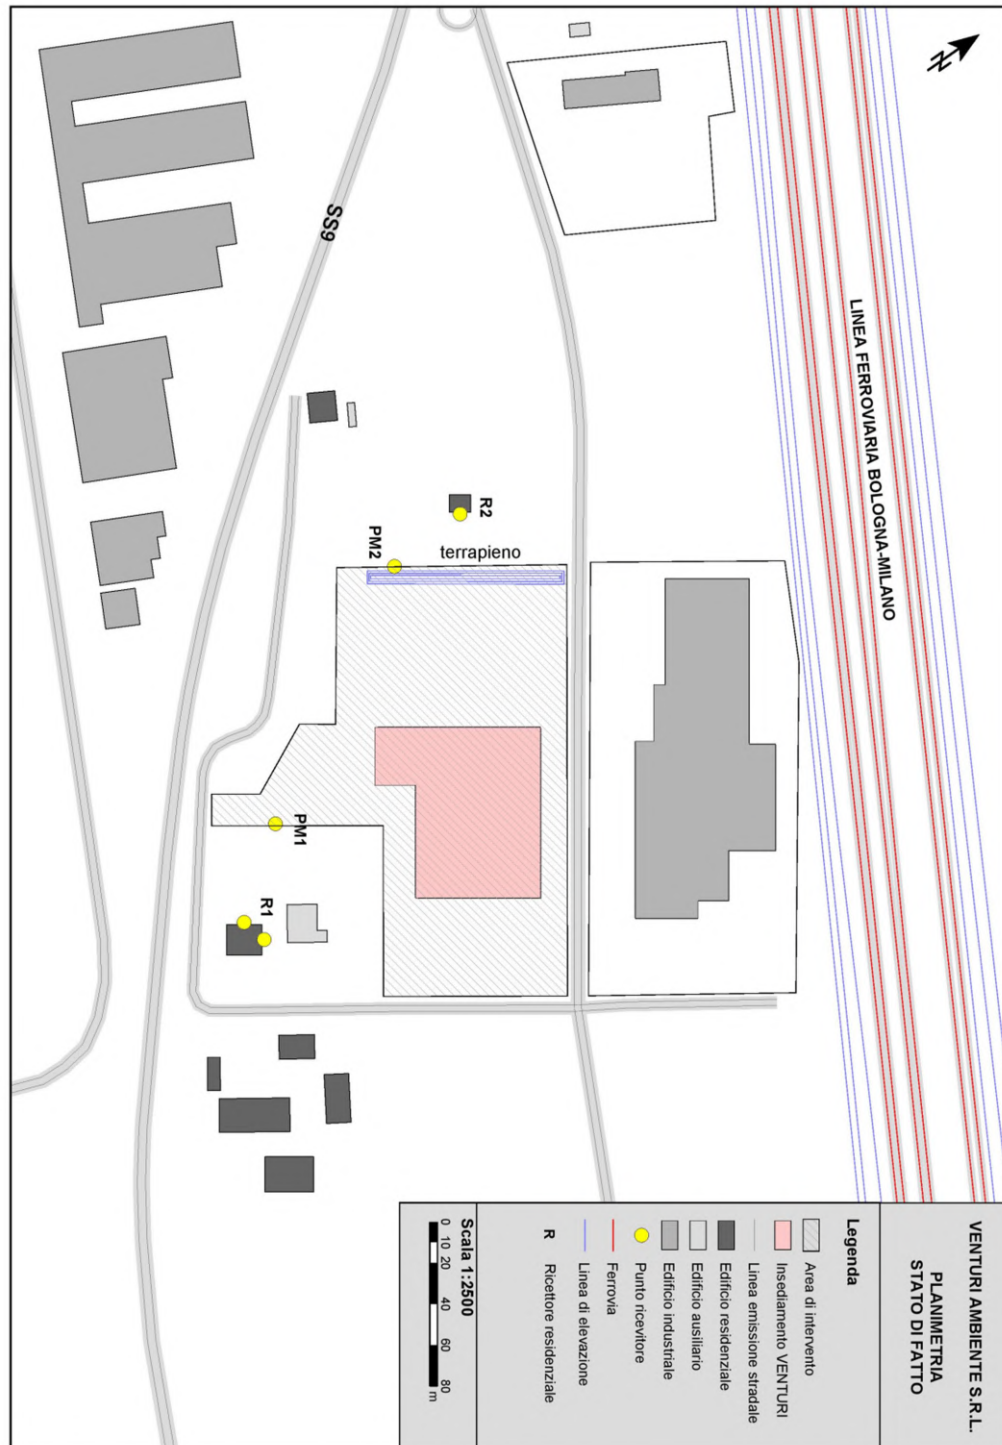 VENTURI AMBIENTE S.R.L.
PLANIMETRIA
STATO DI FATTO
Legenda
Area di intervento
Insediamento VENTURI
Linea emissione stradale
Edificio residenziale
Edificio ausiliario
Edificio industriale
Punto ricevitore
Ferrovia
Linea di elevazione
R Ricettore residenziale
Scala 1:2500
0 10 20 40 60 80
m
N
LINEA FERROVIARIA BOLOGNA-MILANO
SS9
R2
PM2
terrapieno
PM1
R1